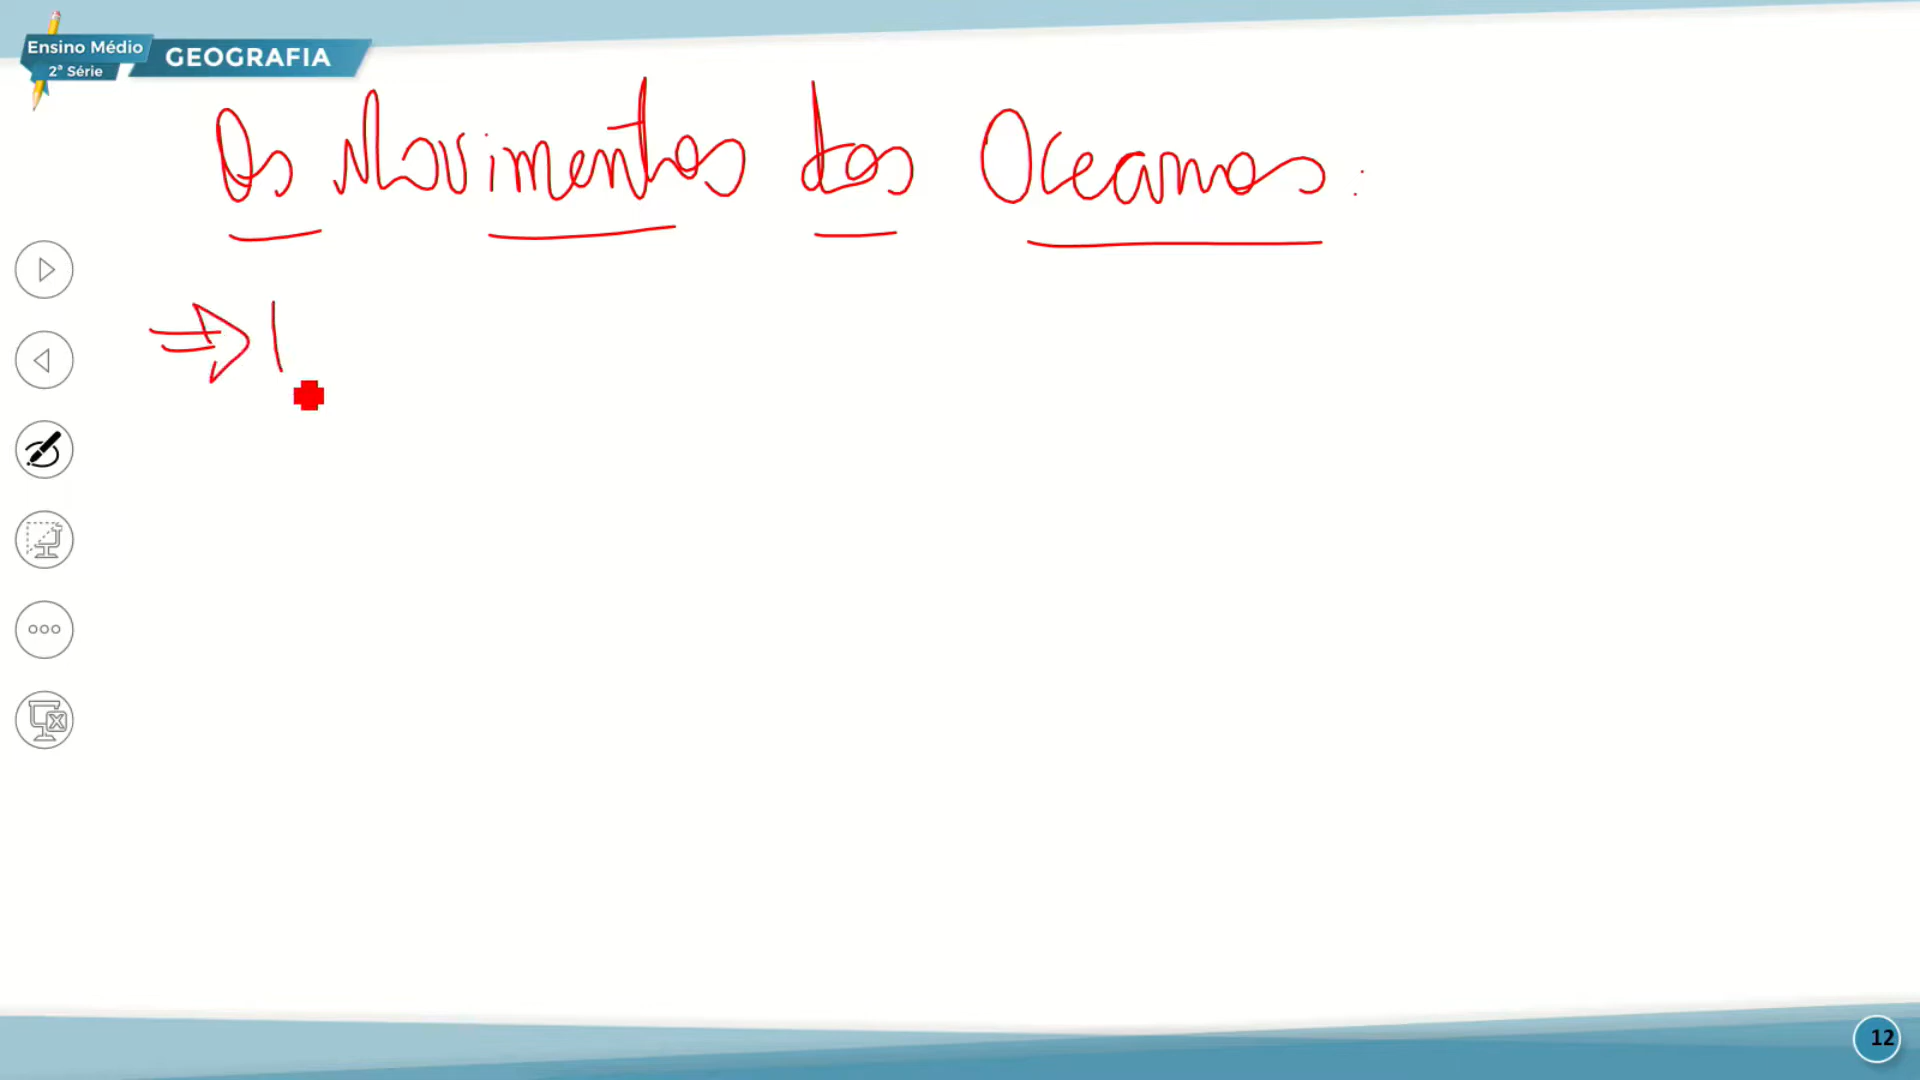 Ensino Médio
2ª Série
GEOGRAFIA
Os Movimentos dos Oceanos:
⇒
12